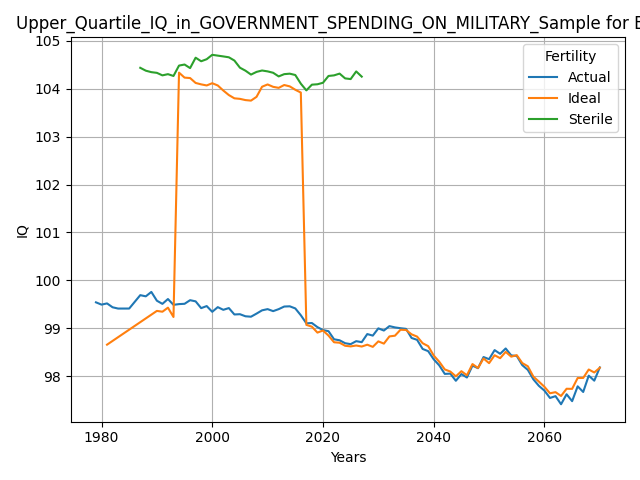 Upper_Quartile_IQ_in_GOVERNMENT_SPENDING_ON_MILITARY_Sample for
105
104
103
102
101
100
99
98
IQ
Fertility
Actual
Ideal
Sterile
1980
2000
2020
2040
2060
Years